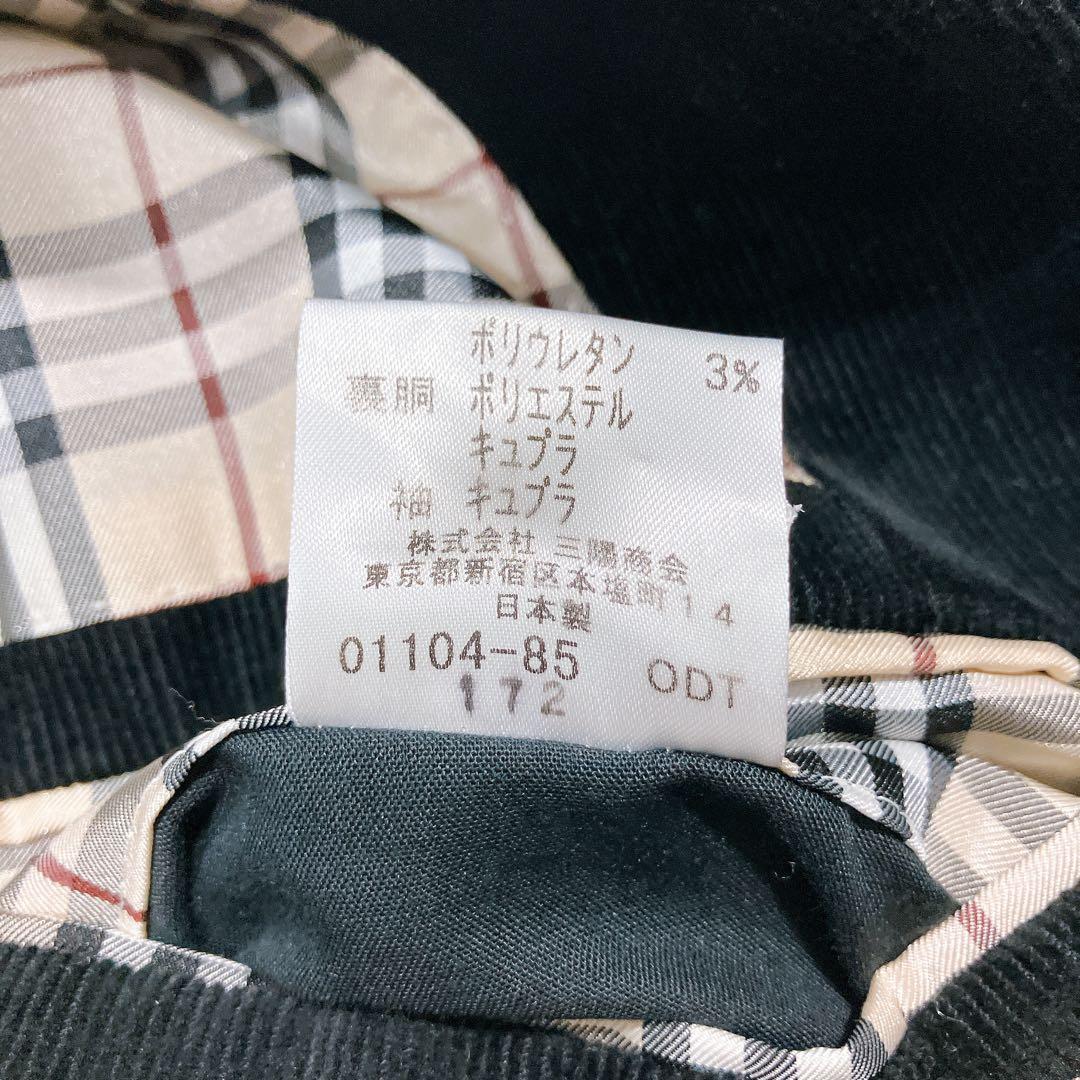 ポリウレタン 3%
裏胴 ポリエステル
キュプラ
袖 キュプラ
株式会社 三陽商会
東京都新宿区本塩町14
日本製
01104-85 ODT
172